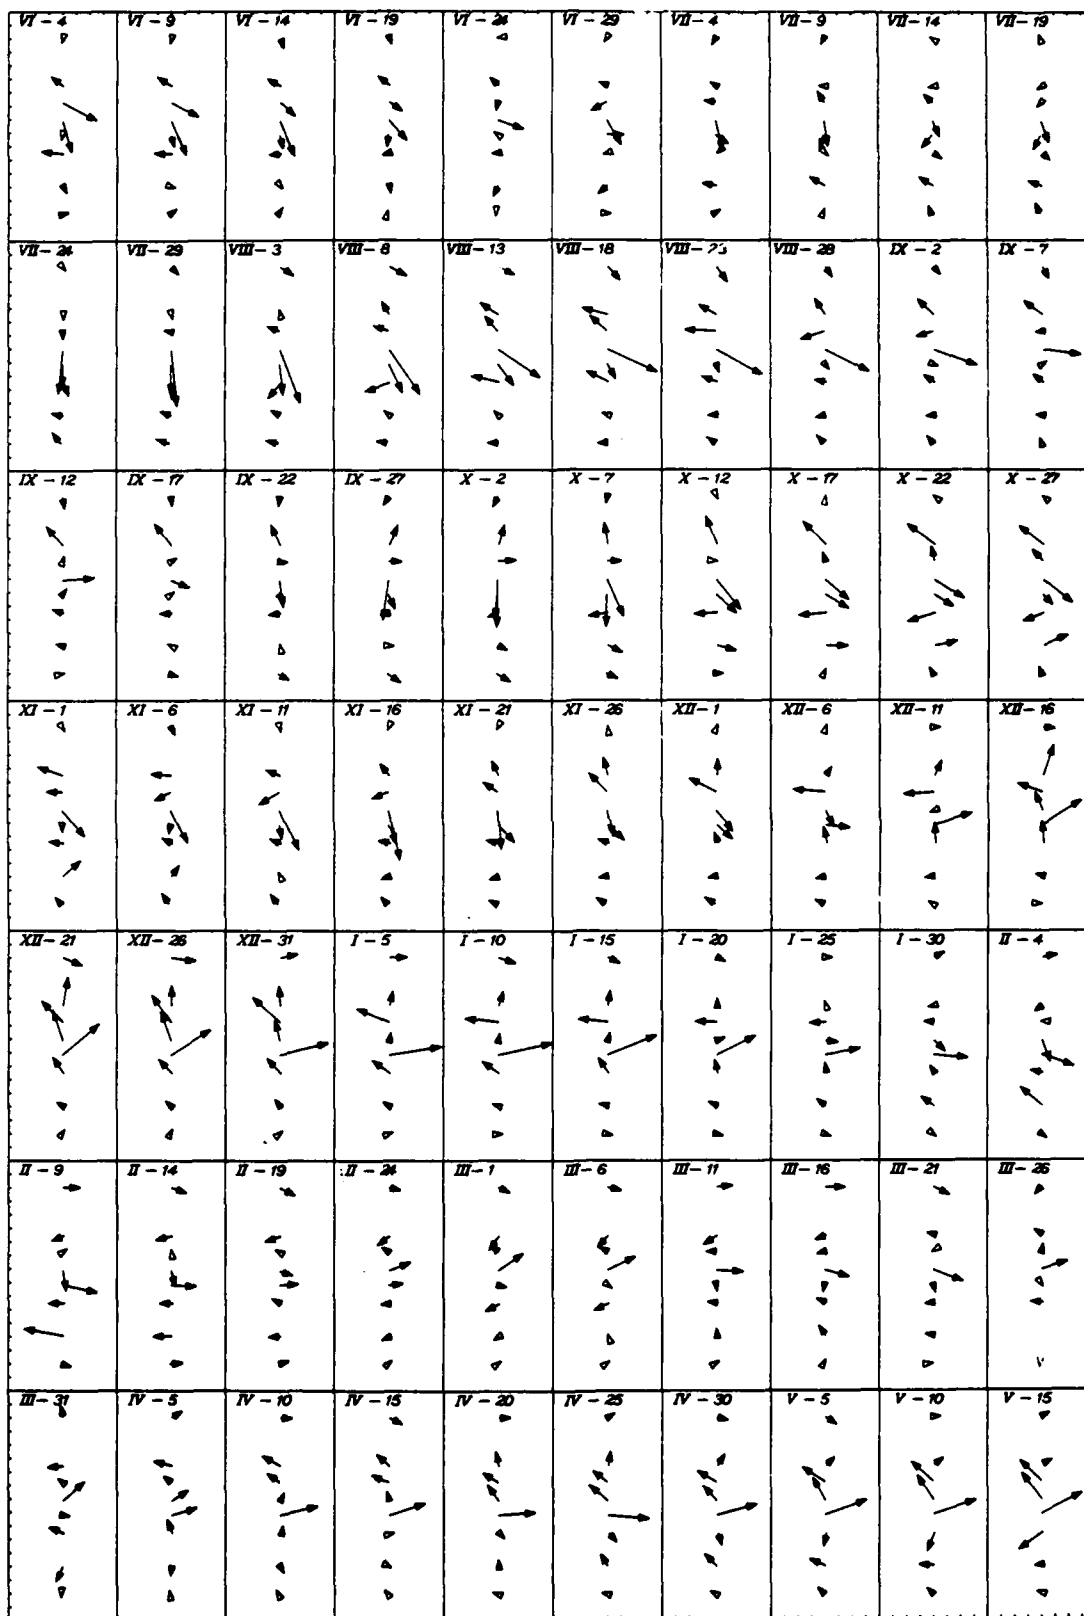 VI – 4 VI – 9 VI – 14 VI – 19 VI – 24 VI – 29 VII – 4 VII – 9 VII – 14 VII – 19
VII – 24 VII – 29 VIII – 3 VIII – 8 VIII – 13 VIII – 18 VIII – 23 VIII – 28 IX – 2 IX – 7
IX – 12 IX – 17 IX – 22 IX – 27 X – 2 X – 7 X – 12 X – 17 X – 22 X – 27
XI – 1 XI – 6 XI – 11 XI – 16 XI – 21 XI – 26 XII – 1 XII – 6 XII – 11 XII – 16
XII – 21 XII – 26 XII – 31 I – 5 I – 10 I – 15 I – 20 I – 25 I – 30 II – 4
II – 9 II – 14 II – 19 II – 24 III – 1 III – 6 III – 11 III – 16 III – 21 III – 26
III – 31 IV – 5 IV – 10 IV – 15 IV – 20 IV – 25 IV – 30 V – 5 V – 10 V – 15